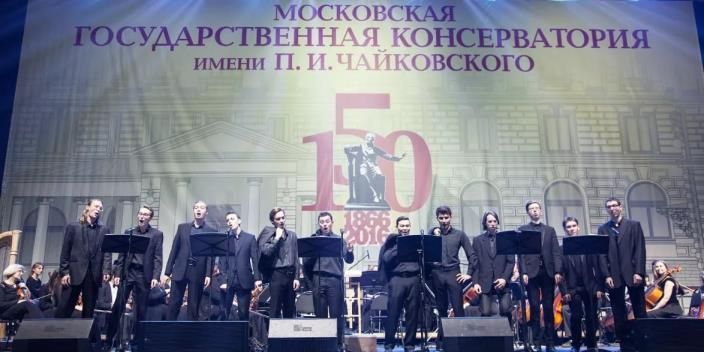 МОСКОВСКАЯ
ГОСУДАРСТВЕННАЯ КОНСЕРВАТОРИЯ
ИМЕНИ П. И. ЧАЙКОВСКОГО
150
1866
2016